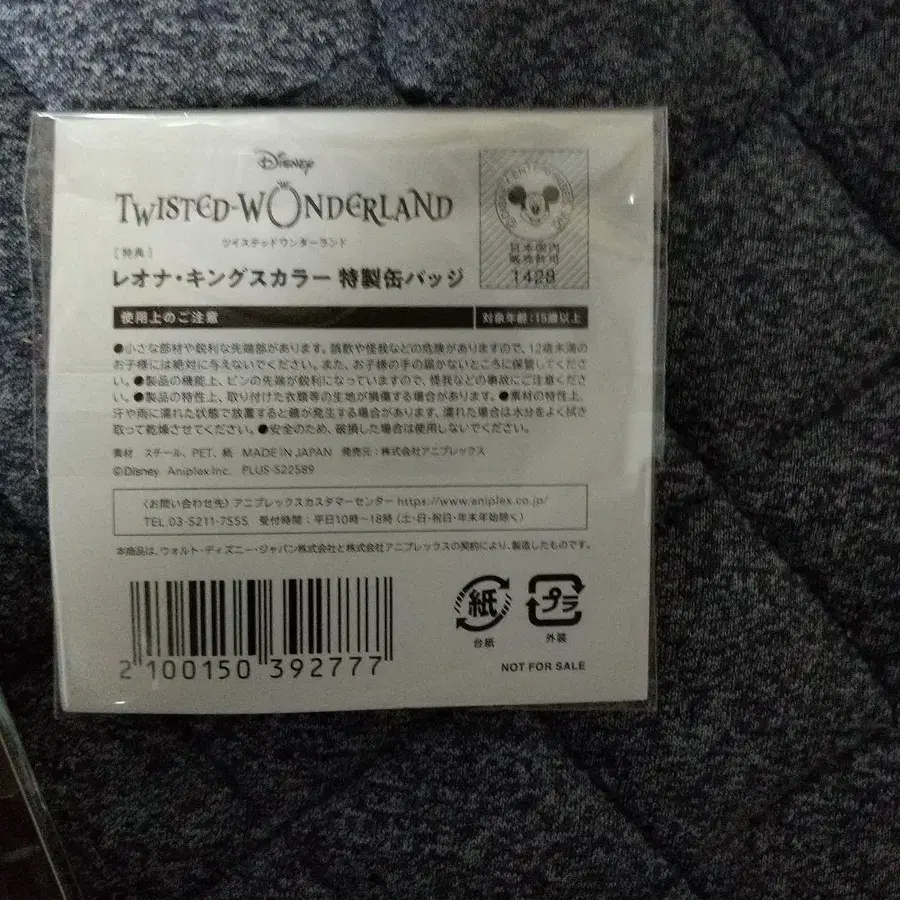 Disney
TWISTED-WONDERLAND
ツイステッドワンダーランド
[特典]
レオナ・キングスカラー 特製缶バッジ
日本国内
販売許可
1428
使用上のご注意
対象年齢:15歳以上
●小さな部材や鋭利な先端部があります。誤飲や怪我などの危険がありますので、12歳未満の
お子様には絶対に与えないでください。また、お子様の手の届かないところに保管してくださ
い。●製品の機能上、ピンの先端が鋭利になっていますので、怪我などの事故にご注意くださ
い。●製品の特性上、取り付けた衣類等の生地が損傷する場合があります。●素材の特性上、
汗や雨に濡れた状態で放置すると錆が発生する場合があります、濡れた場合は水分をよく拭き
取って乾燥させてください。●安全のため、破損した場合は使用しないでください。
素材 スチール、PET、紙 MADE IN JAPAN 発売元:株式会社アニプレックス
©Disney Aniplex Inc. PLUS-S22589
〈お問い合わせ先〉アニプレックスカスタマーセンター https://www.aniplex.co.jp/
TEL 03-5211-7555 受付時間:平日10時~18時(土・日・祝日・年末年始除く)
本商品は、ウォルト・ディズニー・ジャパン株式会社と株式会社アニプレックスの契約により、製造したものです。
紙
台紙
プラ
外装
2 100150 392777
NOT FOR SALE